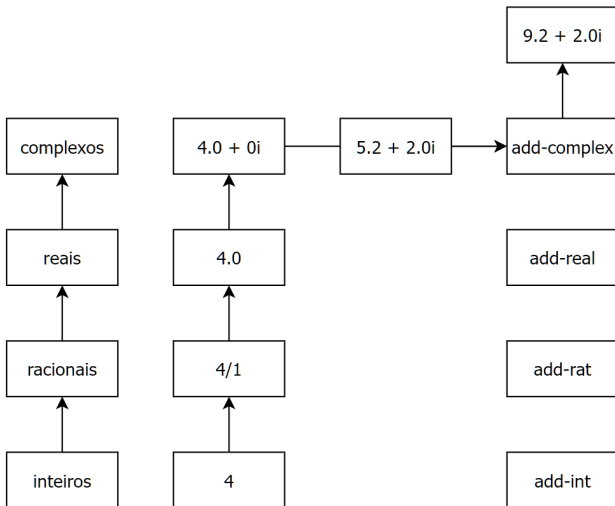 9.2 + 2.0i
complexos
4.0 + 0i
5.2 + 2.0i
add-complex
reais
4.0
add-real
racionais
4/1
add-rat
inteiros
4
add-int